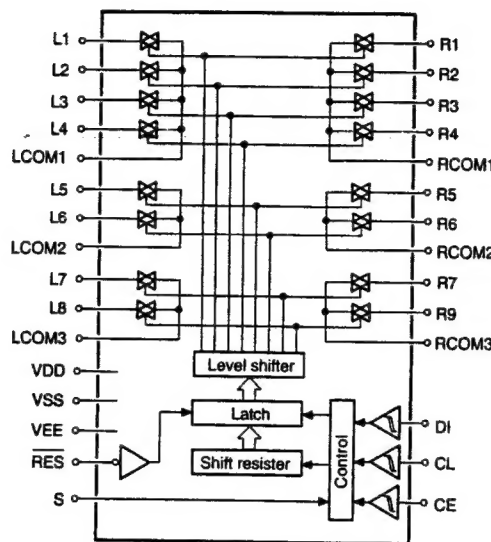 L1
L2
L3
L4
LCOM1
L5
L6
LCOM2
L7
L8
LCOM3
VDD
VSS
VEE
RES
S
R1
R2
R3
R4
RCOM1
R5
R6
RCOM2
R7
R9
RCOM3
DI
CL
CE
Level shifter
Latch
Shift resister
Control